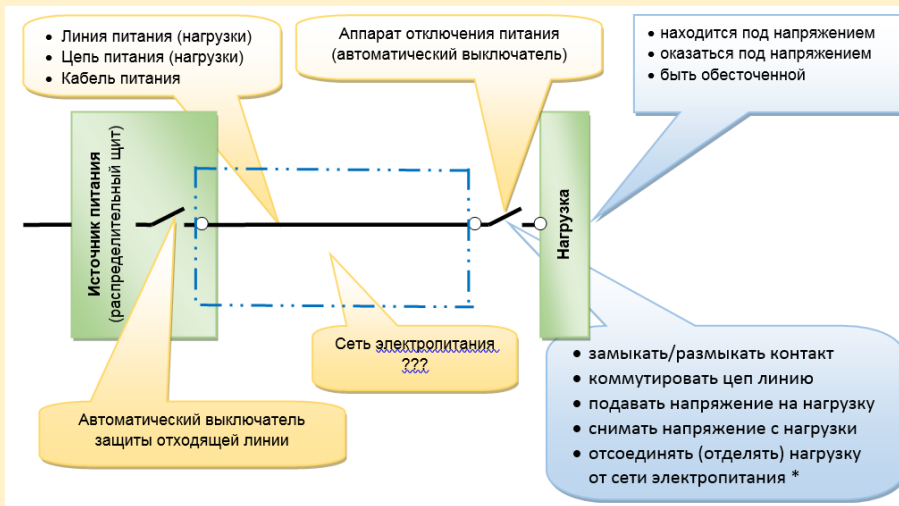 • Линия питания (нагрузки)
• Цепь питания (нагрузки)
• Кабель питания
Аппарат отключения питания
(автоматический выключатель)
• находится под напряжением
• оказаться под напряжением
• быть обесточенной
Источник питания
(распределительный щит)
Нагрузка
Сеть электропитания
???
Автоматический выключатель
защиты отходящей линии
• замыкать/размыкать контакт
• коммутировать цеп линию
• подавать напряжение на нагрузку
• снимать напряжение с нагрузки
• отсоединять (отделять) нагрузку
от сети электропитания *